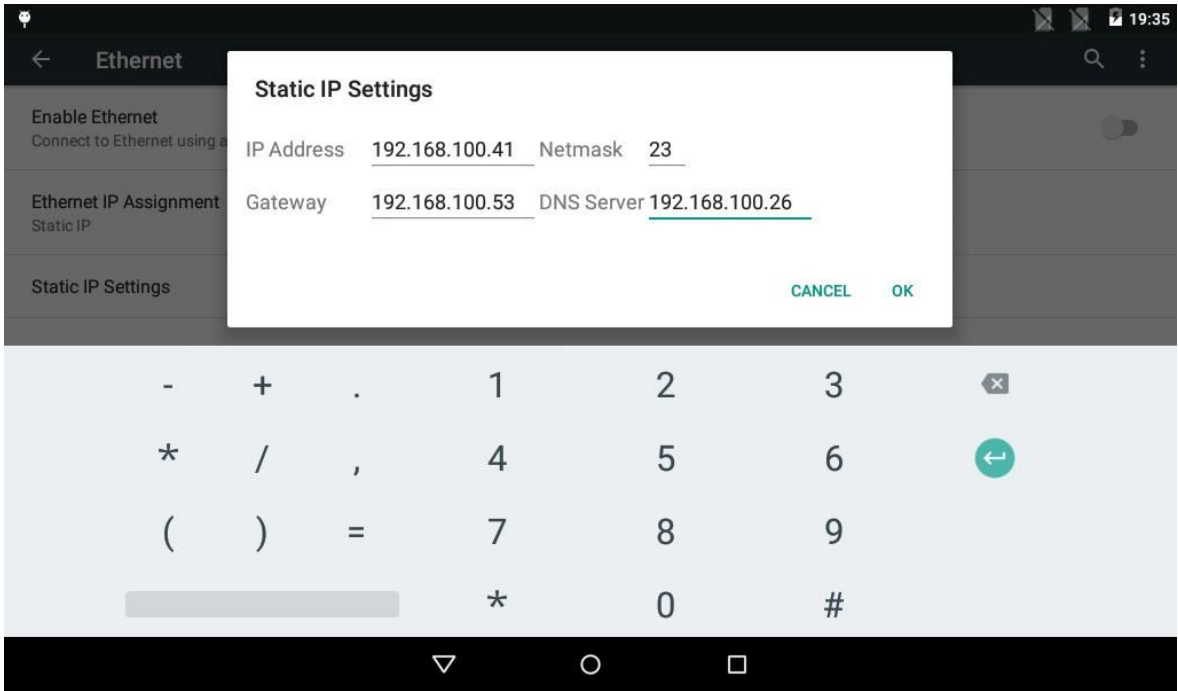 19:35
Ethernet
Static IP Settings
Enable Ethernet
Connect to Ethernet using a
IP Address 192.168.100.41 Netmask 23
Ethernet IP Assignment
Static IP
Gateway 192.168.100.53 DNS Server 192.168.100.26
Static IP Settings
CANCEL OK
- + . 1 2 3
* / , 4 5 6
( ) = 7 8 9
* 0 #